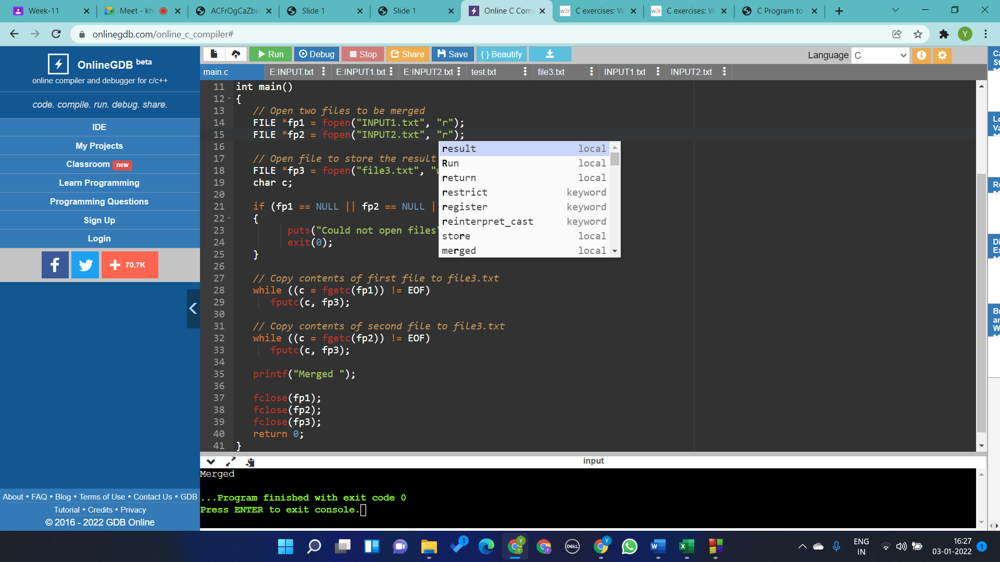 Week-11
Meet - kh
ACFrOgCaZbu
Slide 1
Slide 1
Online C Com
C exercises: W
C exercises: W
C Program to
onlinegdb.com/online_c_compiler#
Y
OnlineGDB beta
online compiler and debugger for c/c++
code. compile. run. debug. share.
IDE
My Projects
Classroom new
Learn Programming
Programming Questions
Sign Up
Login
70.7K
About • FAQ • Blog • Terms of Use • Contact Us • GDB
Tutorial • Credits • Privacy
© 2016 - 2022 GDB Online
Run Debug Stop Share Save { } Beautify
Language C
main.c E:INPUT.txt E:INPUT1.txt E:INPUT2.txt test.txt file3.txt INPUT1.txt INPUT2.txt
11 int main()
12 {
13 // Open two files to be merged
14 FILE *fp1 = fopen("INPUT1.txt", "r");
15 FILE *fp2 = fopen("INPUT2.txt", "r");
16
17 // Open file to store the result
18 FILE *fp3 = fopen("file3.txt", "w
19 char c;
20
21 if (fp1 == NULL || fp2 == NULL |
22 {
23 puts("Could not open files"
24 exit(0);
25 }
26
27 // Copy contents of first file to file3.txt
28 while ((c = fgetc(fp1)) != EOF)
29 fputc(c, fp3);
30
31 // Copy contents of second file to file3.txt
32 while ((c = fgetc(fp2)) != EOF)
33 fputc(c, fp3);
34
35 printf("Merged ");
36
37 fclose(fp1);
38 fclose(fp2);
39 fclose(fp3);
40 return 0;
41 }
result local
Run local
return local
restrict keyword
register keyword
reinterpret_cast keyword
store local
merged local
input
Merged
...Program finished with exit code 0
Press ENTER to exit console.
ENG
IN
16:27
03-01-2022
1